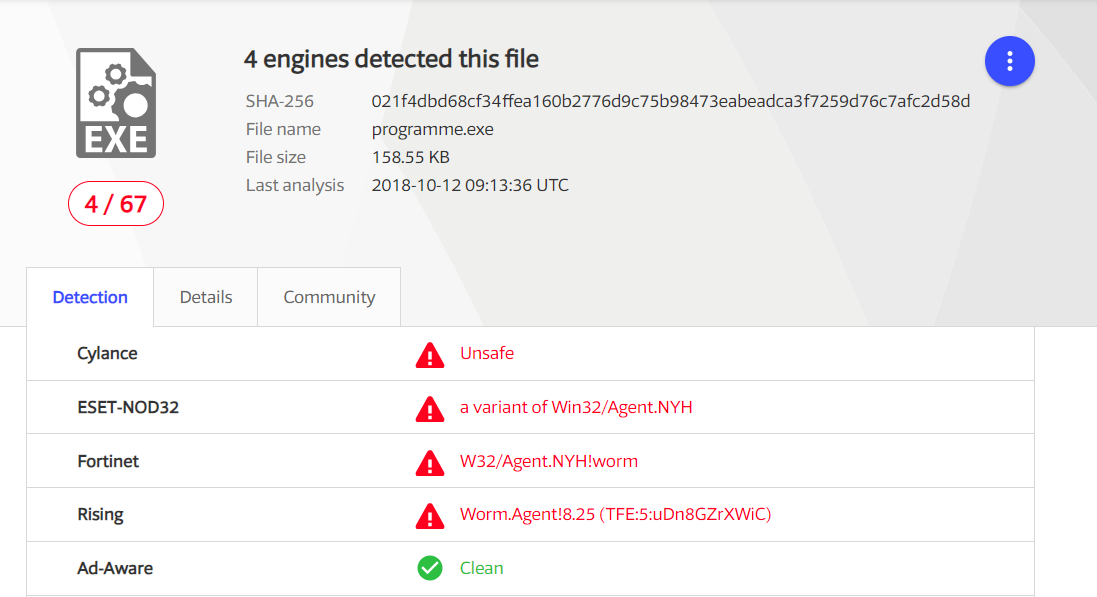 4 engines detected this file
EXE
SHA-256 021f4dbd68cf34ffea160b2776d9c75b98473eabeadca3f7259d76c7afc2d58d
File name programme.exe
File size 158.55 KB
Last analysis 2018-10-12 09:13:36 UTC
4 / 67
Detection Details Community
Cylance Unsafe
ESET-NOD32 a variant of Win32/Agent.NYH
Fortinet W32/Agent.NYH!worm
Rising Worm.Agent!8.25 (TFE:5:uDn8GZrXWiC)
Ad-Aware Clean